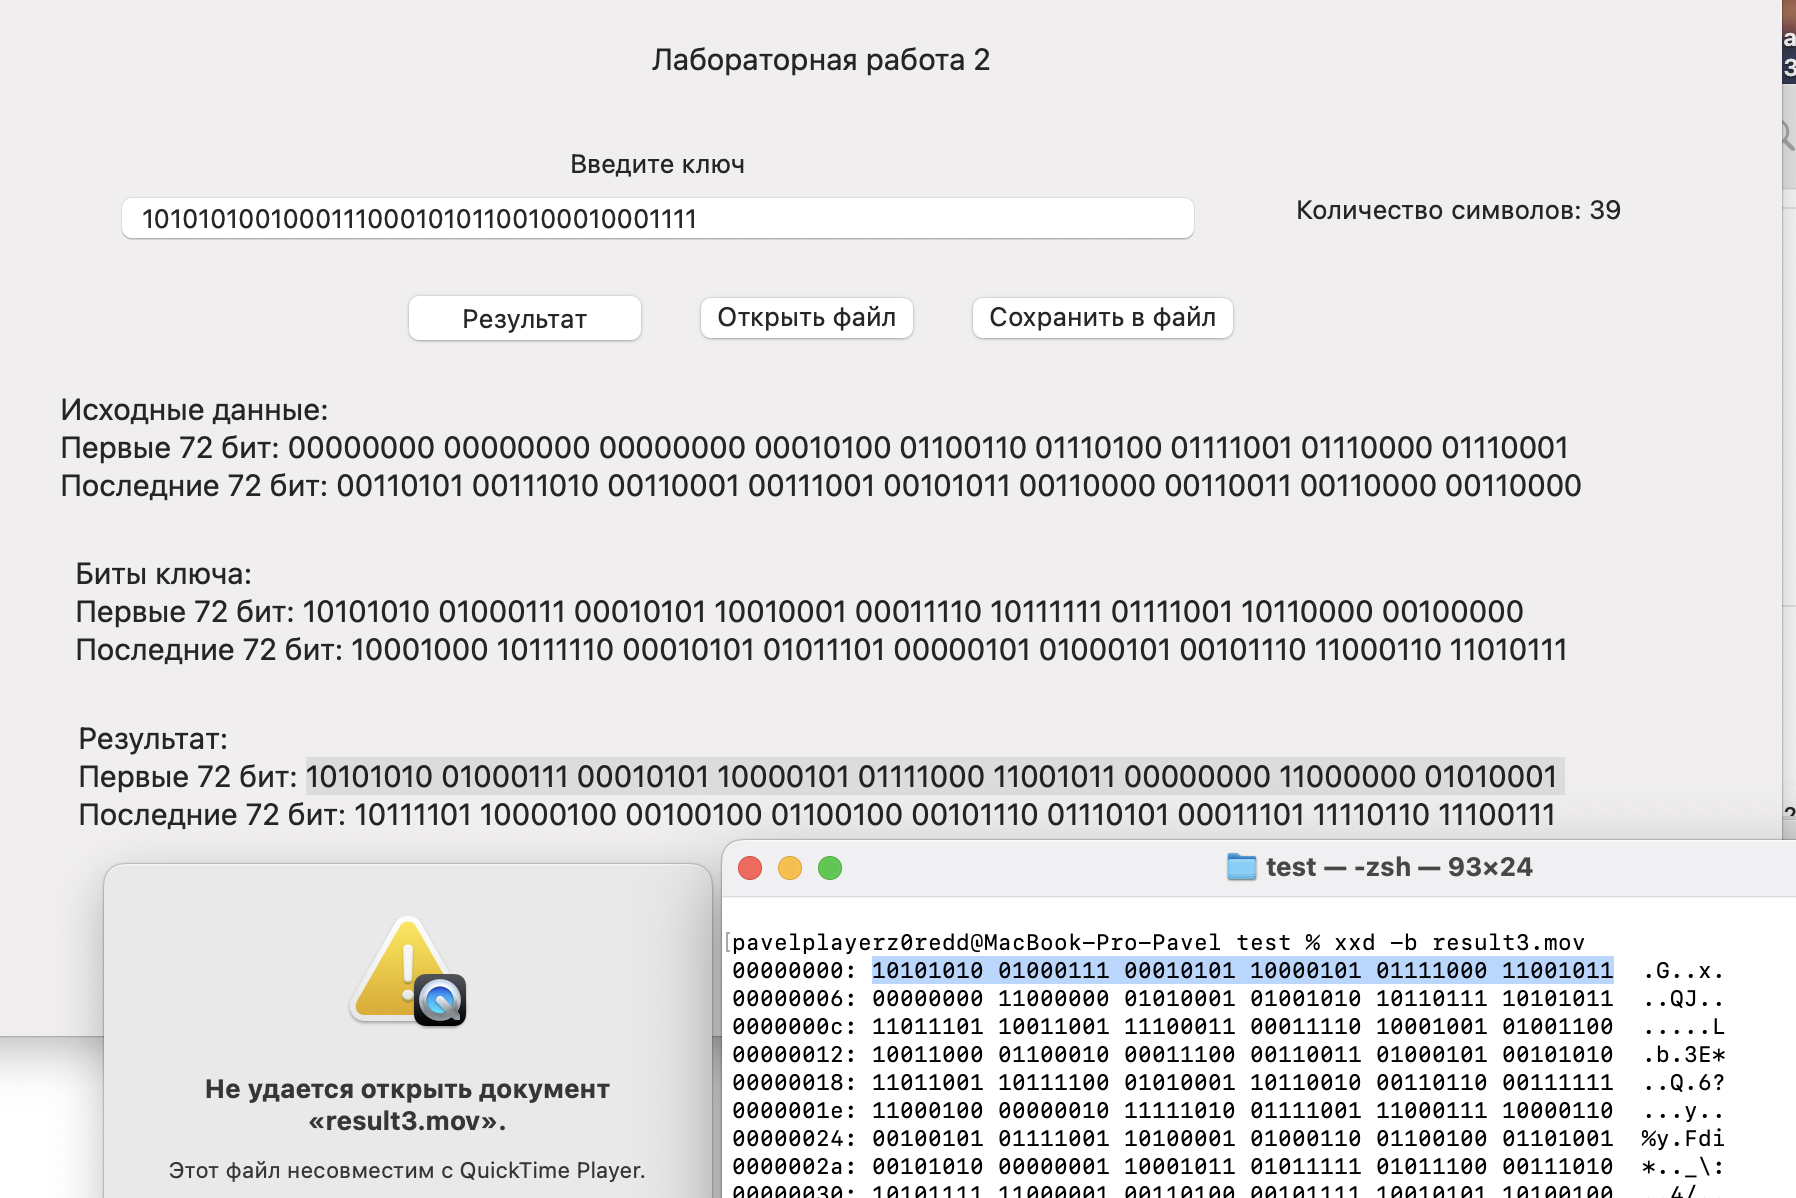 Лабораторная работа 2
Введите ключ
101010100100011100010101100100010001111
Количество символов: 39
Результат
Открыть файл
Сохранить в файл
Исходные данные:
Первые 72 бит: 00000000 00000000 00000000 00010100 01100110 01110100 01111001 01110000 01110001
Последние 72 бит: 00110101 00111010 00110001 00111001 00101011 00110000 00110011 00110000 00110000
Биты ключа:
Первые 72 бит: 10101010 01000111 00010101 10010001 00011110 10111111 01111001 10110000 00100000
Последние 72 бит: 10001000 10111110 00010101 01011101 00000101 01000101 00101110 11000110 11010111
Результат:
Первые 72 бит: 10101010 01000111 00010101 10000101 01111000 11001011 00000000 11000000 01010001
Последние 72 бит: 10111101 10000100 00100100 01100100 00101110 01110101 00011101 11110110 11100111
Не удается открыть документ
«result3.mov».
Этот файл несовместим с QuickTime Player.
test — -zsh — 93×24
[pavelplayerz0redd@MacBook-Pro-Pavel test % xxd -b result3.mov
00000000: 10101010 01000111 00010101 10000101 01111000 11001011  .G..x.
00000006: 00000000 11000000 01010001 01001010 10110111 10101011  ..QJ..
0000000c: 11011101 10011001 11100011 00011110 10001001 01001100  .....L
00000012: 10011000 01100010 00011100 00110011 01000101 00101010  .b.3E*
00000018: 11011001 10111100 01010001 10110010 00110110 00111111  ..Q.6?
0000001e: 11000100 00000010 11111010 01111001 11000111 10000110  ...y..
00000024: 00100101 01111001 10100001 01000110 01100100 01101001  %y.Fdi
0000002a: 00101010 00000001 10001011 01011111 01011100 00111010  *.._\:
00000030: 10101111 11000001 00110100 00101111 10010101 10100100  ..4/..